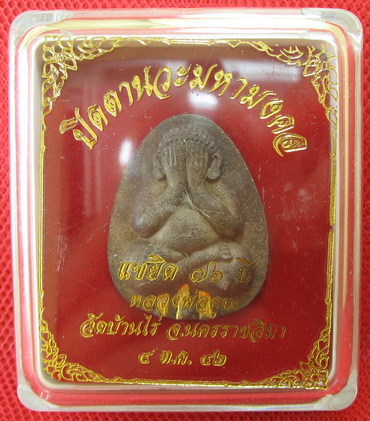 ปิดตานวะมหามงคล
แซยิด ๗๖ ปี
หลวงพ่อคูณ
วัดบ้านไร่ จ.นครราชสีมา
๔ ต.ค. ๔๒